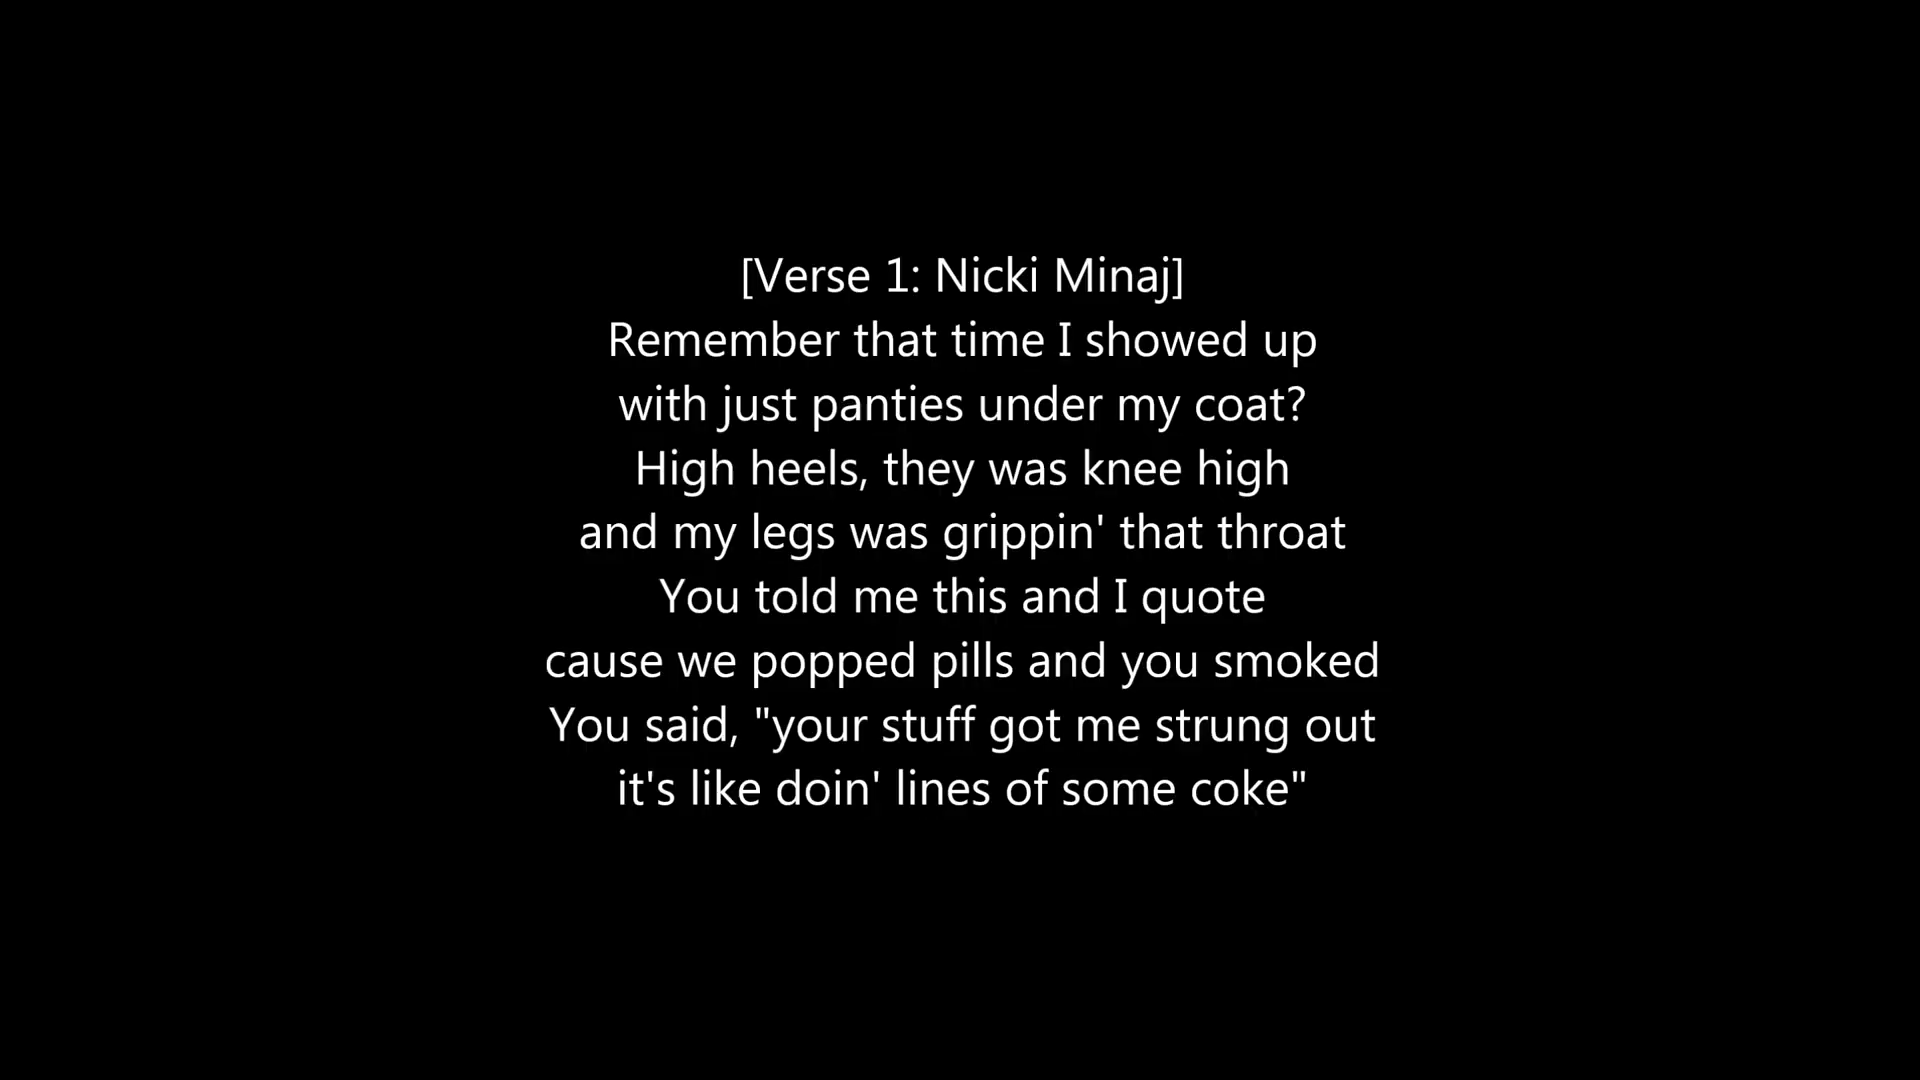 [Verse 1: Nicki Minaj]
Remember that time I showed up
with just panties under my coat?
High heels, they was knee high
and my legs was grippin' that throat
You told me this and I quote
cause we popped pills and you smoked
You said, "your stuff got me strung out
it's like doin' lines of some coke"